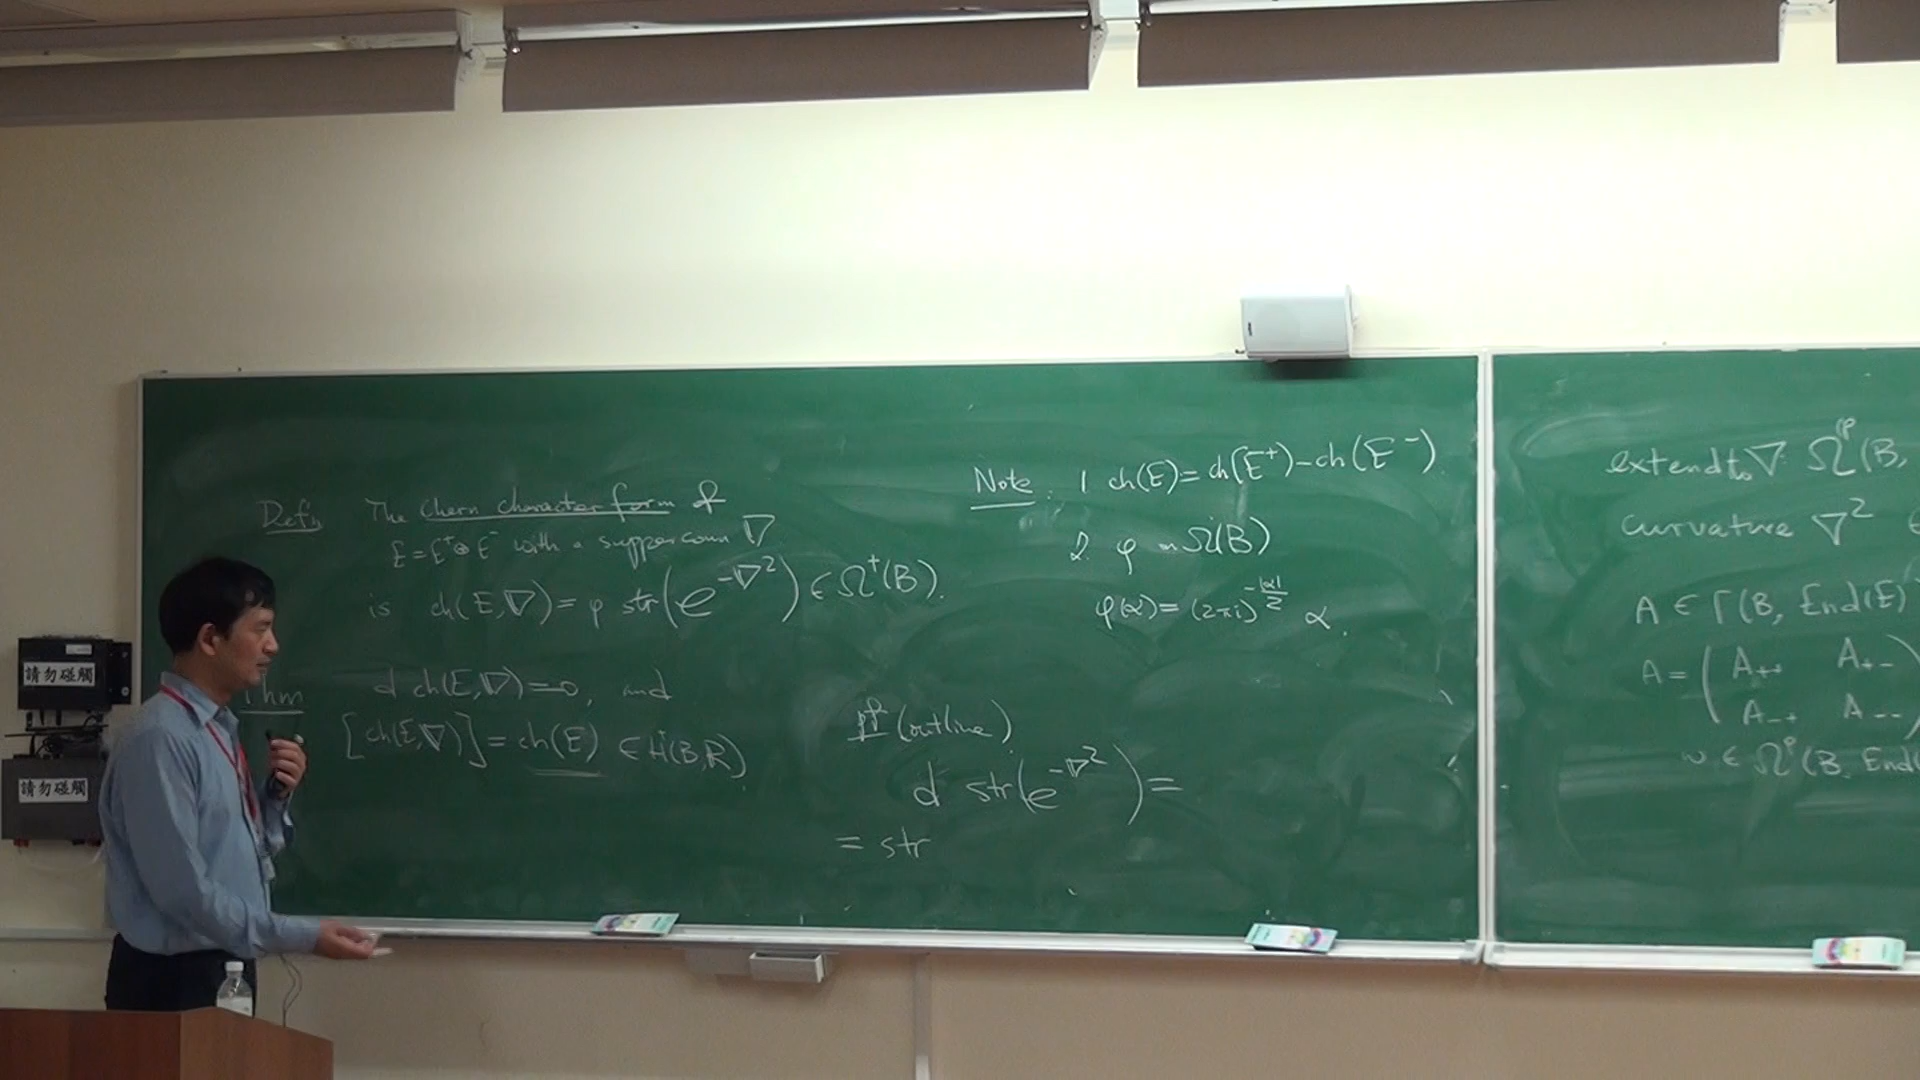 Defn The Chern character form of
E = E⁺ ⊕ E⁻ with a supperconn ∇
is ch(E,∇) = φ str(e^{-∇²}) ∈ Ω⁺(B).
Thm d ch(E,∇) = 0, and
[ch(E,∇)] = ch(E) ∈ H(B,R)
Note: 1 ch(E) = ch(E⁺) - ch(E⁻)
2. φ on Ω(B)
φ(α) = (2πi)^{-|α|/2} α.
pf (outline)
d str(e^{-∇²}) =
= str
extend to ∇ Ω^p(B,
curvature ∇² ∈
A ∈ Γ(B, End(E)
A = ( A₊₊ A₊₋ )
A₋₊ A₋₋
ω ∈ Ω^p(B, End(
請勿碰觸
請勿碰觸